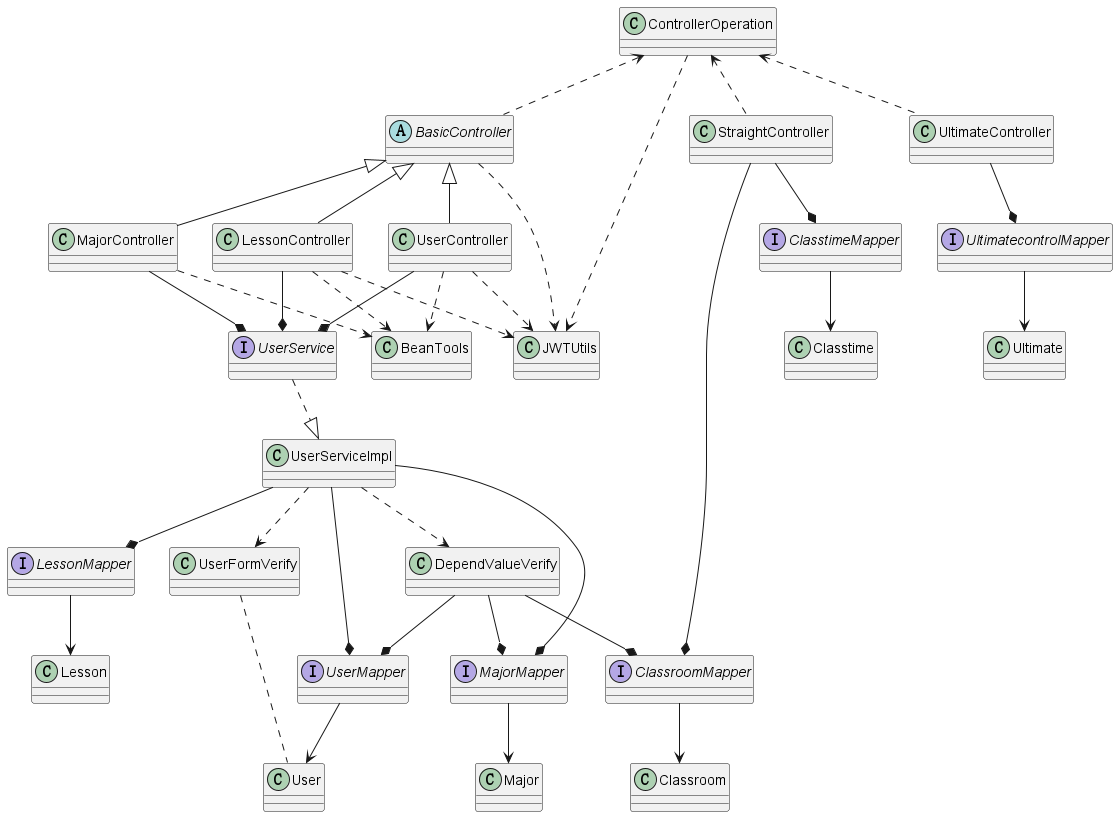 C ControllerOperation
A BasicController
C StraightController
C UltimateController
C MajorController
C LessonController
C UserController
I ClasstimeMapper
I UltimatecontrolMapper
I UserService
C BeanTools
C JWTUtils
C Classtime
C Ultimate
C UserServiceImpl
I LessonMapper
C UserFormVerify
C DependValueVerify
C Lesson
I UserMapper
I MajorMapper
I ClassroomMapper
C User
C Major
C Classroom